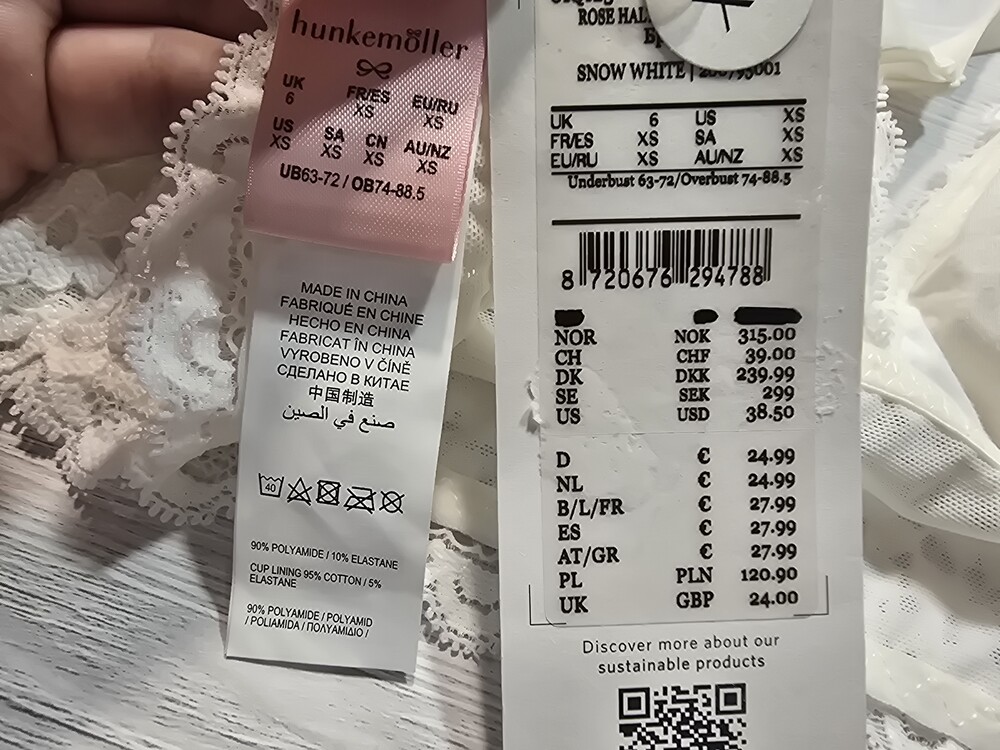 hunkemöller
UK FR/ES EU/RU
6 XS XS
US SA CN AU/NZ
XS XS XS XS
UB63-72 / OB74-88.5
MADE IN CHINA
FABRIQUÉ EN CHINE
HECHO EN CHINA
FABRICAT ÎN CHINA
VYROBENO V ČÍNĚ
СДЕЛАНО В КИТАЕ
中国制造
صنع في الصين
40
90% POLYAMIDE / 10% ELASTANE
CUP LINING 95% COTTON / 5%
ELASTANE
90% POLYAMIDE / POLYAMID
/ POLIAMIDA / ΠΟΛΥΑΜΙΔΙΟ /
ROSE
SNOW WHITE |
UK 6 US XS
FR/ES XS SA XS
EU/RU XS AU/NZ XS
Underbust 63-72/Overbust 74-88.5
8 720676 294788
NOR NOK 315.00
CH CHF 39.00
DK DKK 239.99
SE SEK 299
US USD 38.50
D € 24.99
NL € 24.99
B/L/FR € 27.99
ES € 27.99
AT/GR € 27.99
PL PLN 120.90
UK GBP 24.00
Discover more about our
sustainable products